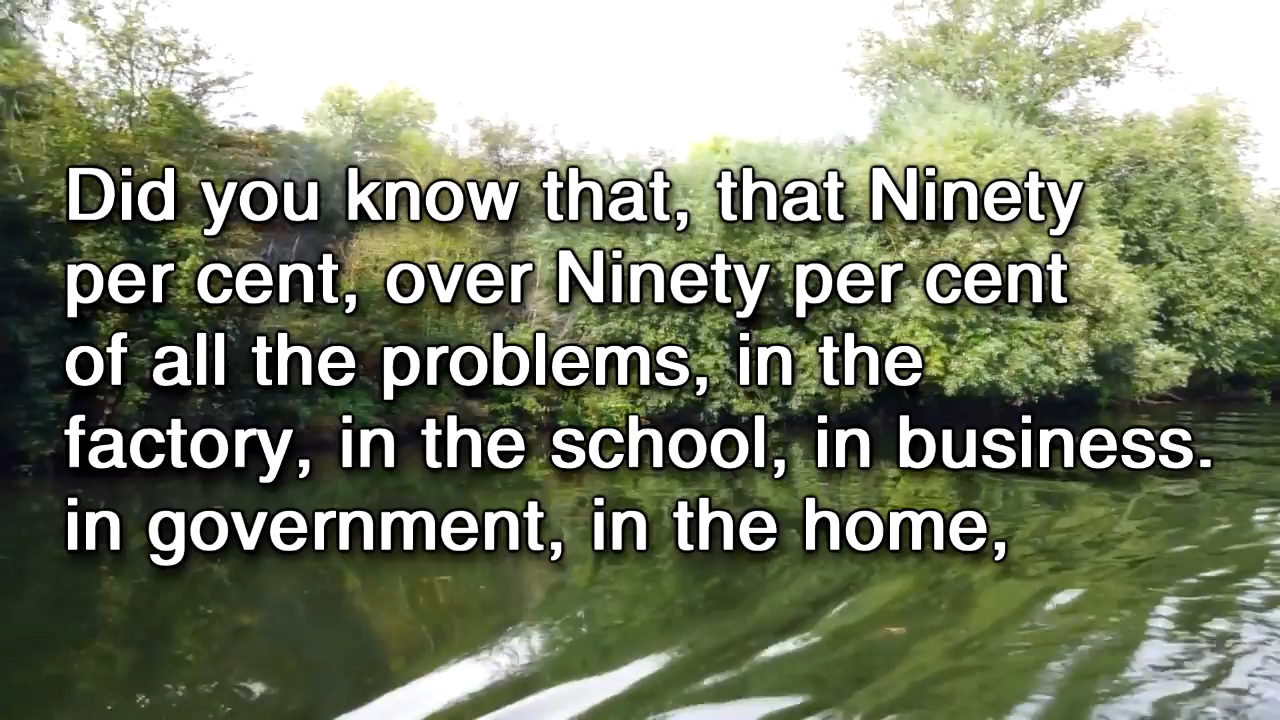 Did you know that, that Ninety
per cent, over Ninety per cent
of all the problems, in the
factory, in the school, in business.
in government, in the home,